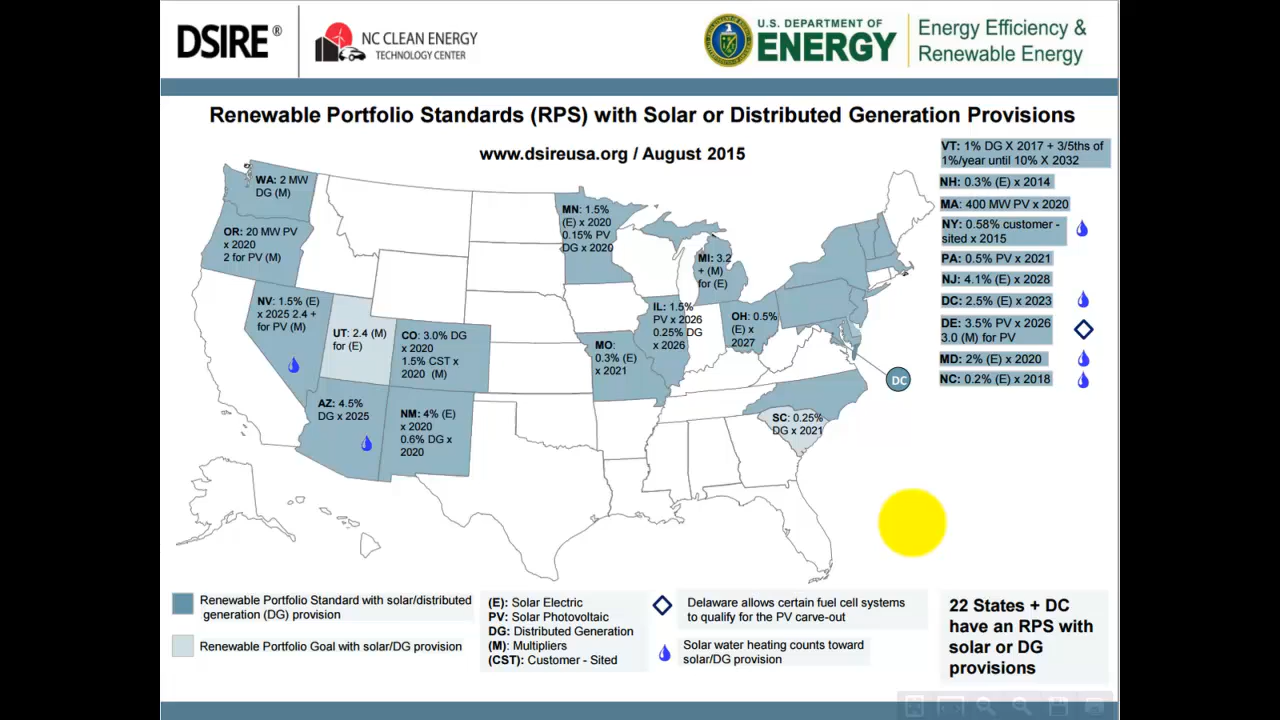 DSIRE®
NC CLEAN ENERGY
TECHNOLOGY CENTER
U.S. DEPARTMENT OF
ENERGY
Energy Efficiency &
Renewable Energy
Renewable Portfolio Standards (RPS) with Solar or Distributed Generation Provisions
www.dsireusa.org / August 2015
WA: 2 MW
DG (M)
OR: 20 MW PV
x 2020
2 for PV (M)
NV: 1.5% (E)
x 2025 2.4 +
for PV (M)
UT: 2.4 (M)
for (E)
CO: 3.0% DG
x 2020
1.5% CST x
2020 (M)
AZ: 4.5%
DG x 2025
NM: 4% (E)
x 2020
0.6% DG x
2020
MN: 1.5%
(E) x 2020
0.15% PV
DG x 2020
MO:
0.3% (E)
x 2021
IL: 1.5%
PV x 2026
0.25% DG
x 2026
MI: 3.2
+ (M)
for (E)
OH: 0.5%
(E) x
2027
SC: 0.25%
DG x 2021
DC
VT: 1% DG X 2017 + 3/5ths of
1%/year until 10% X 2032
NH: 0.3% (E) x 2014
MA: 400 MW PV x 2020
NY: 0.58% customer -
sited x 2015
PA: 0.5% PV x 2021
NJ: 4.1% (E) x 2028
DC: 2.5% (E) x 2023
DE: 3.5% PV x 2026
3.0 (M) for PV
MD: 2% (E) x 2020
NC: 0.2% (E) x 2018
Renewable Portfolio Standard with solar/distributed
generation (DG) provision
Renewable Portfolio Goal with solar/DG provision
(E): Solar Electric
PV: Solar Photovoltaic
DG: Distributed Generation
(M): Multipliers
(CST): Customer - Sited
Delaware allows certain fuel cell systems
to qualify for the PV carve-out
Solar water heating counts toward
solar/DG provision
22 States + DC
have an RPS with
solar or DG
provisions